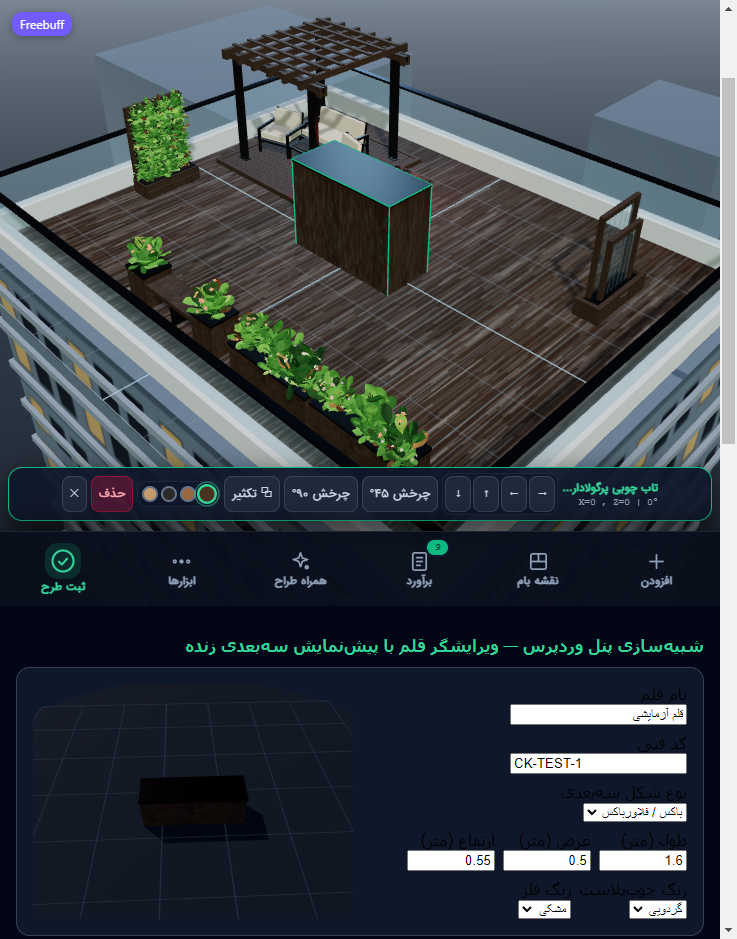 Freebuff
تاب چوبی پرگولادار...
X=0 , Z=0 | 0°
→
←
↑
↓
چرخش ۴۵°
چرخش ۹۰°
تکثیر
حذف
×
افزودن
نقشه بام
9
برآورد
همراه طراح
ابزارها
ثبت طرح
شبیه‌سازی پنل وردپرس — ویرایشگر قلم با پیش‌نمایش سه‌بعدی زنده
نام قلم
قلم آزمایشی
کد فنی
CK-TEST-1
نوع شکل سه‌بعدی
باکس / فلاورباکس
طول (متر) عرض (متر) ارتفاع (متر)
1.6 0.5 0.55
رنگ چوب‌پلاست رنگ فلز
گردویی مشکی